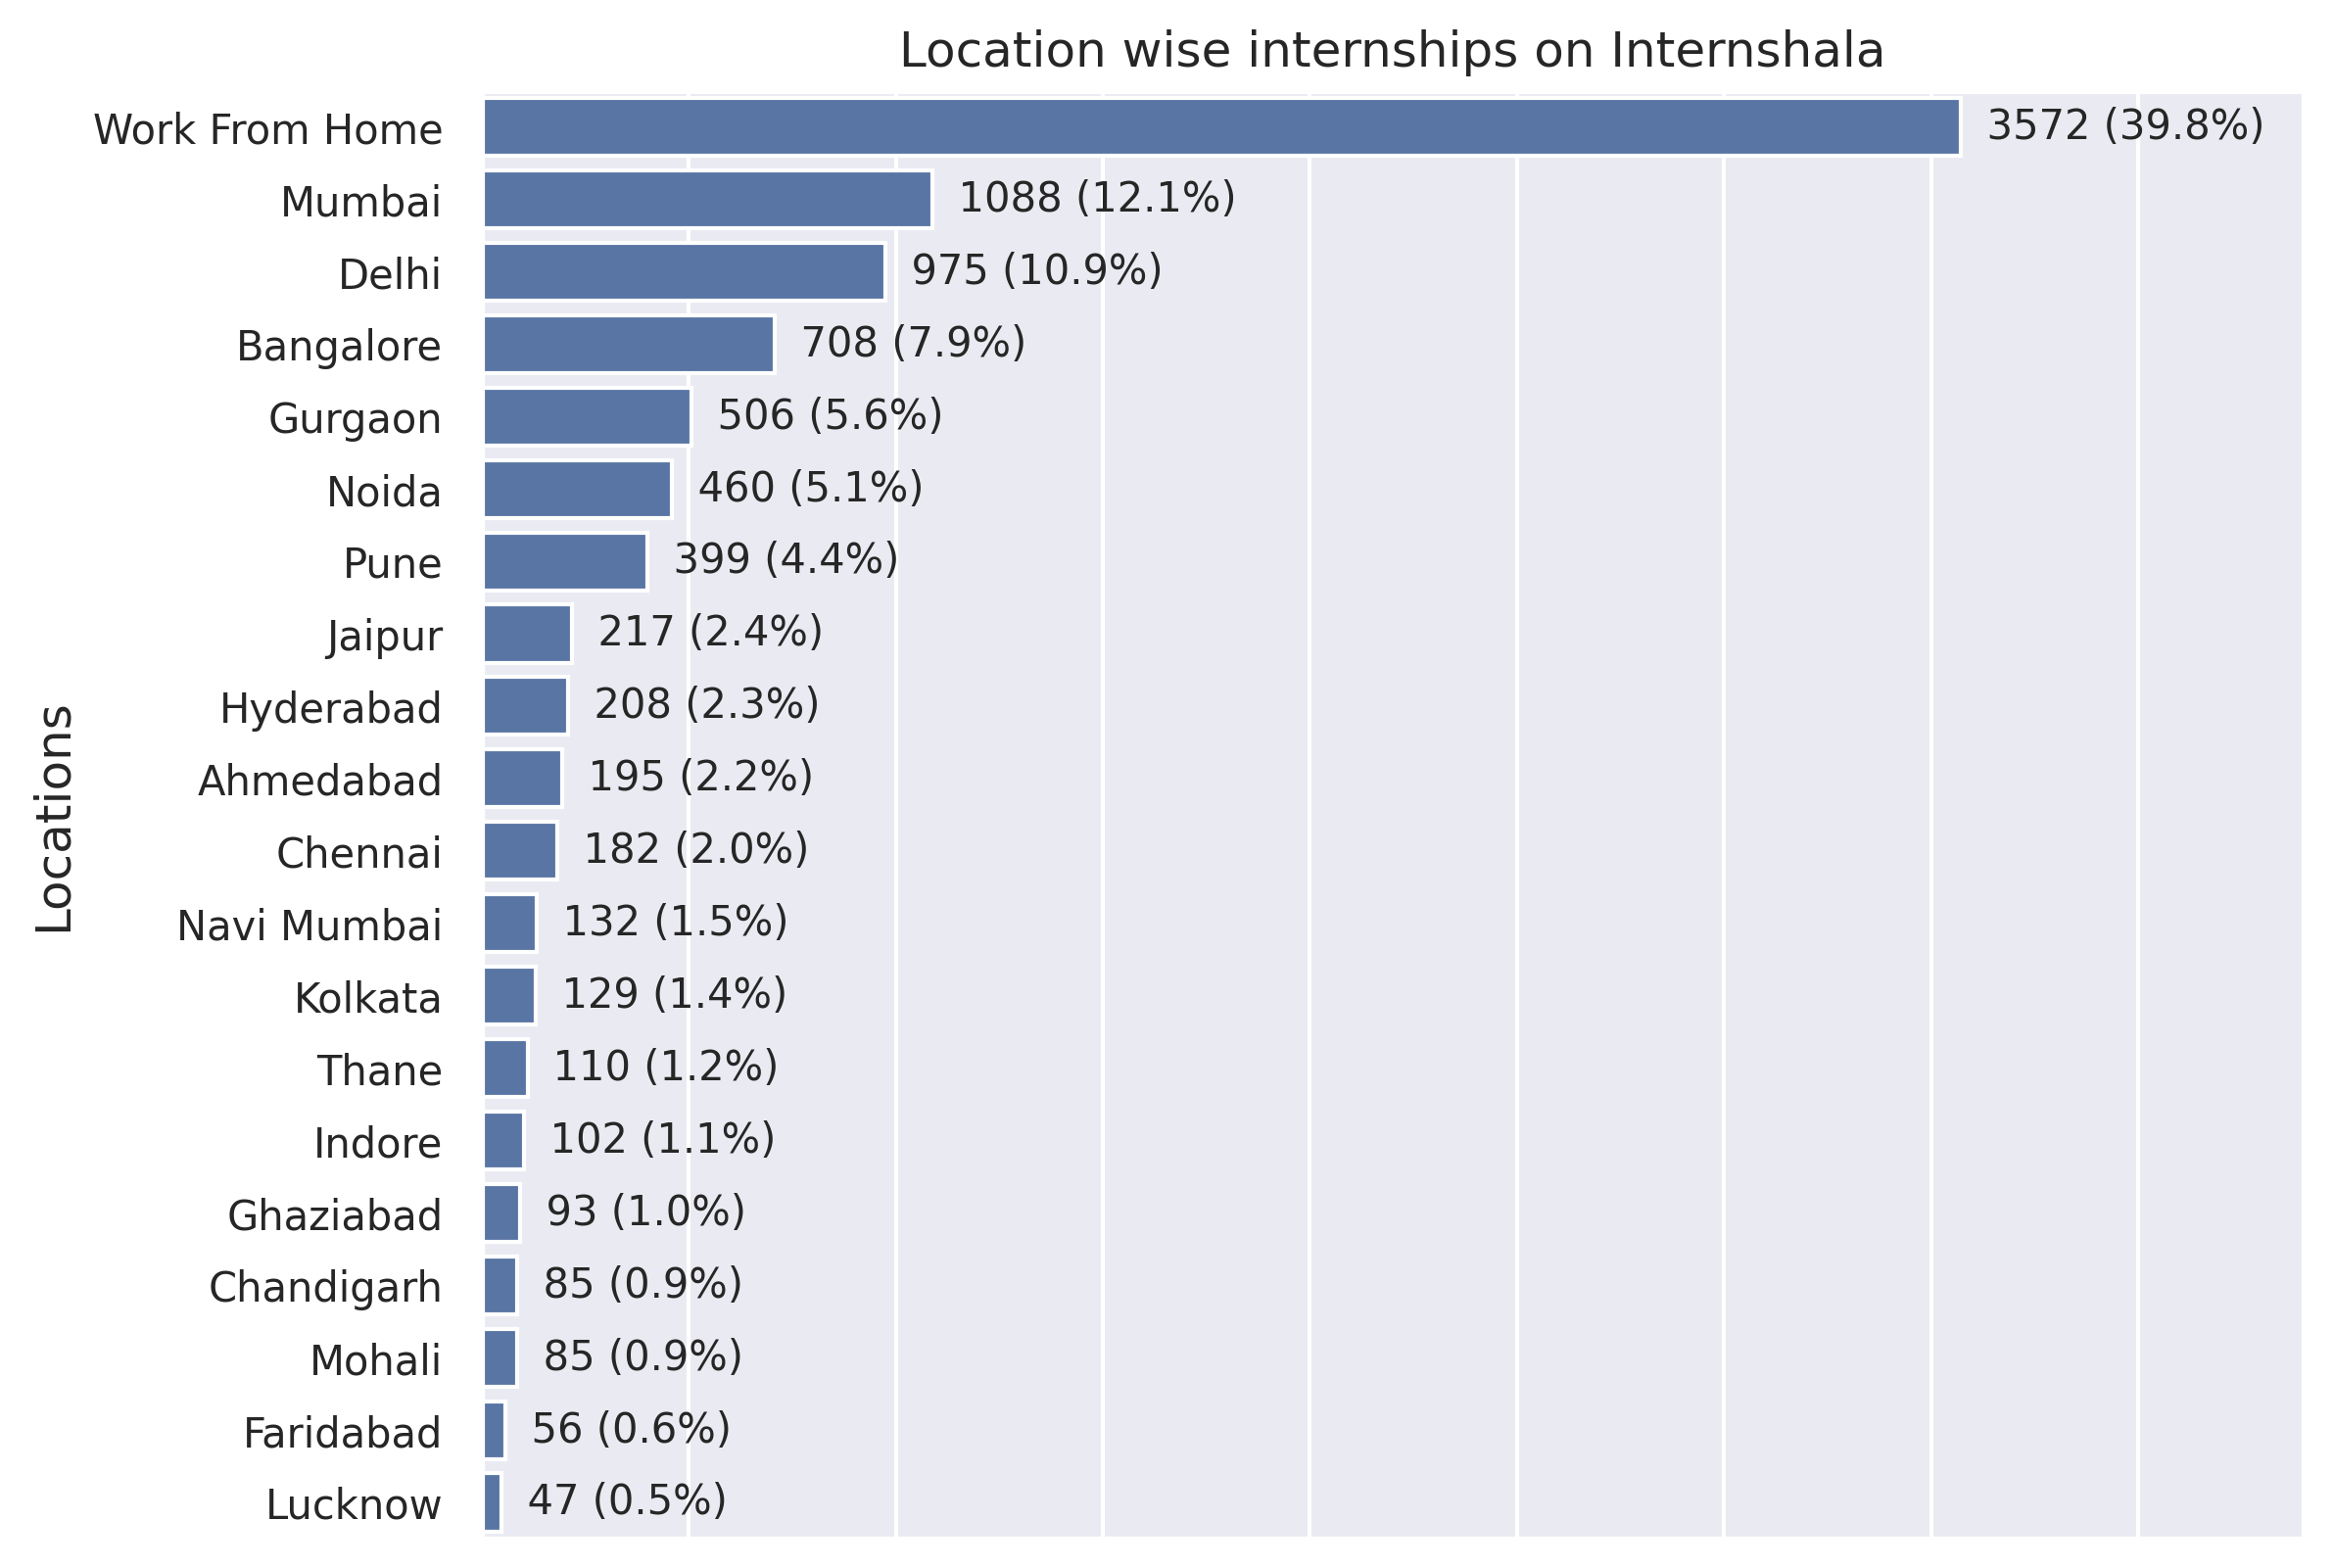 Location wise internships on Internshala
Work From Home 3572 (39.8%)
Mumbai 1088 (12.1%)
Delhi 975 (10.9%)
Bangalore 708 (7.9%)
Gurgaon 506 (5.6%)
Noida 460 (5.1%)
Pune 399 (4.4%)
Jaipur 217 (2.4%)
Hyderabad 208 (2.3%)
Ahmedabad 195 (2.2%)
Chennai 182 (2.0%)
Navi Mumbai 132 (1.5%)
Kolkata 129 (1.4%)
Thane 110 (1.2%)
Indore 102 (1.1%)
Ghaziabad 93 (1.0%)
Chandigarh 85 (0.9%)
Mohali 85 (0.9%)
Faridabad 56 (0.6%)
Lucknow 47 (0.5%)
Locations